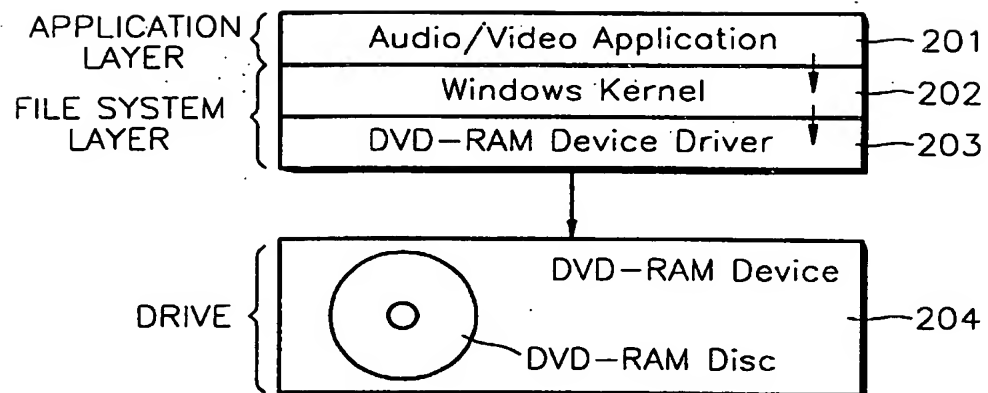 APPLICATION
LAYER
Audio/Video Application
201
Windows Kernel
202
FILE SYSTEM
LAYER
DVD-RAM Device Driver
203
DVD-RAM Device
DRIVE
204
DVD-RAM Disc